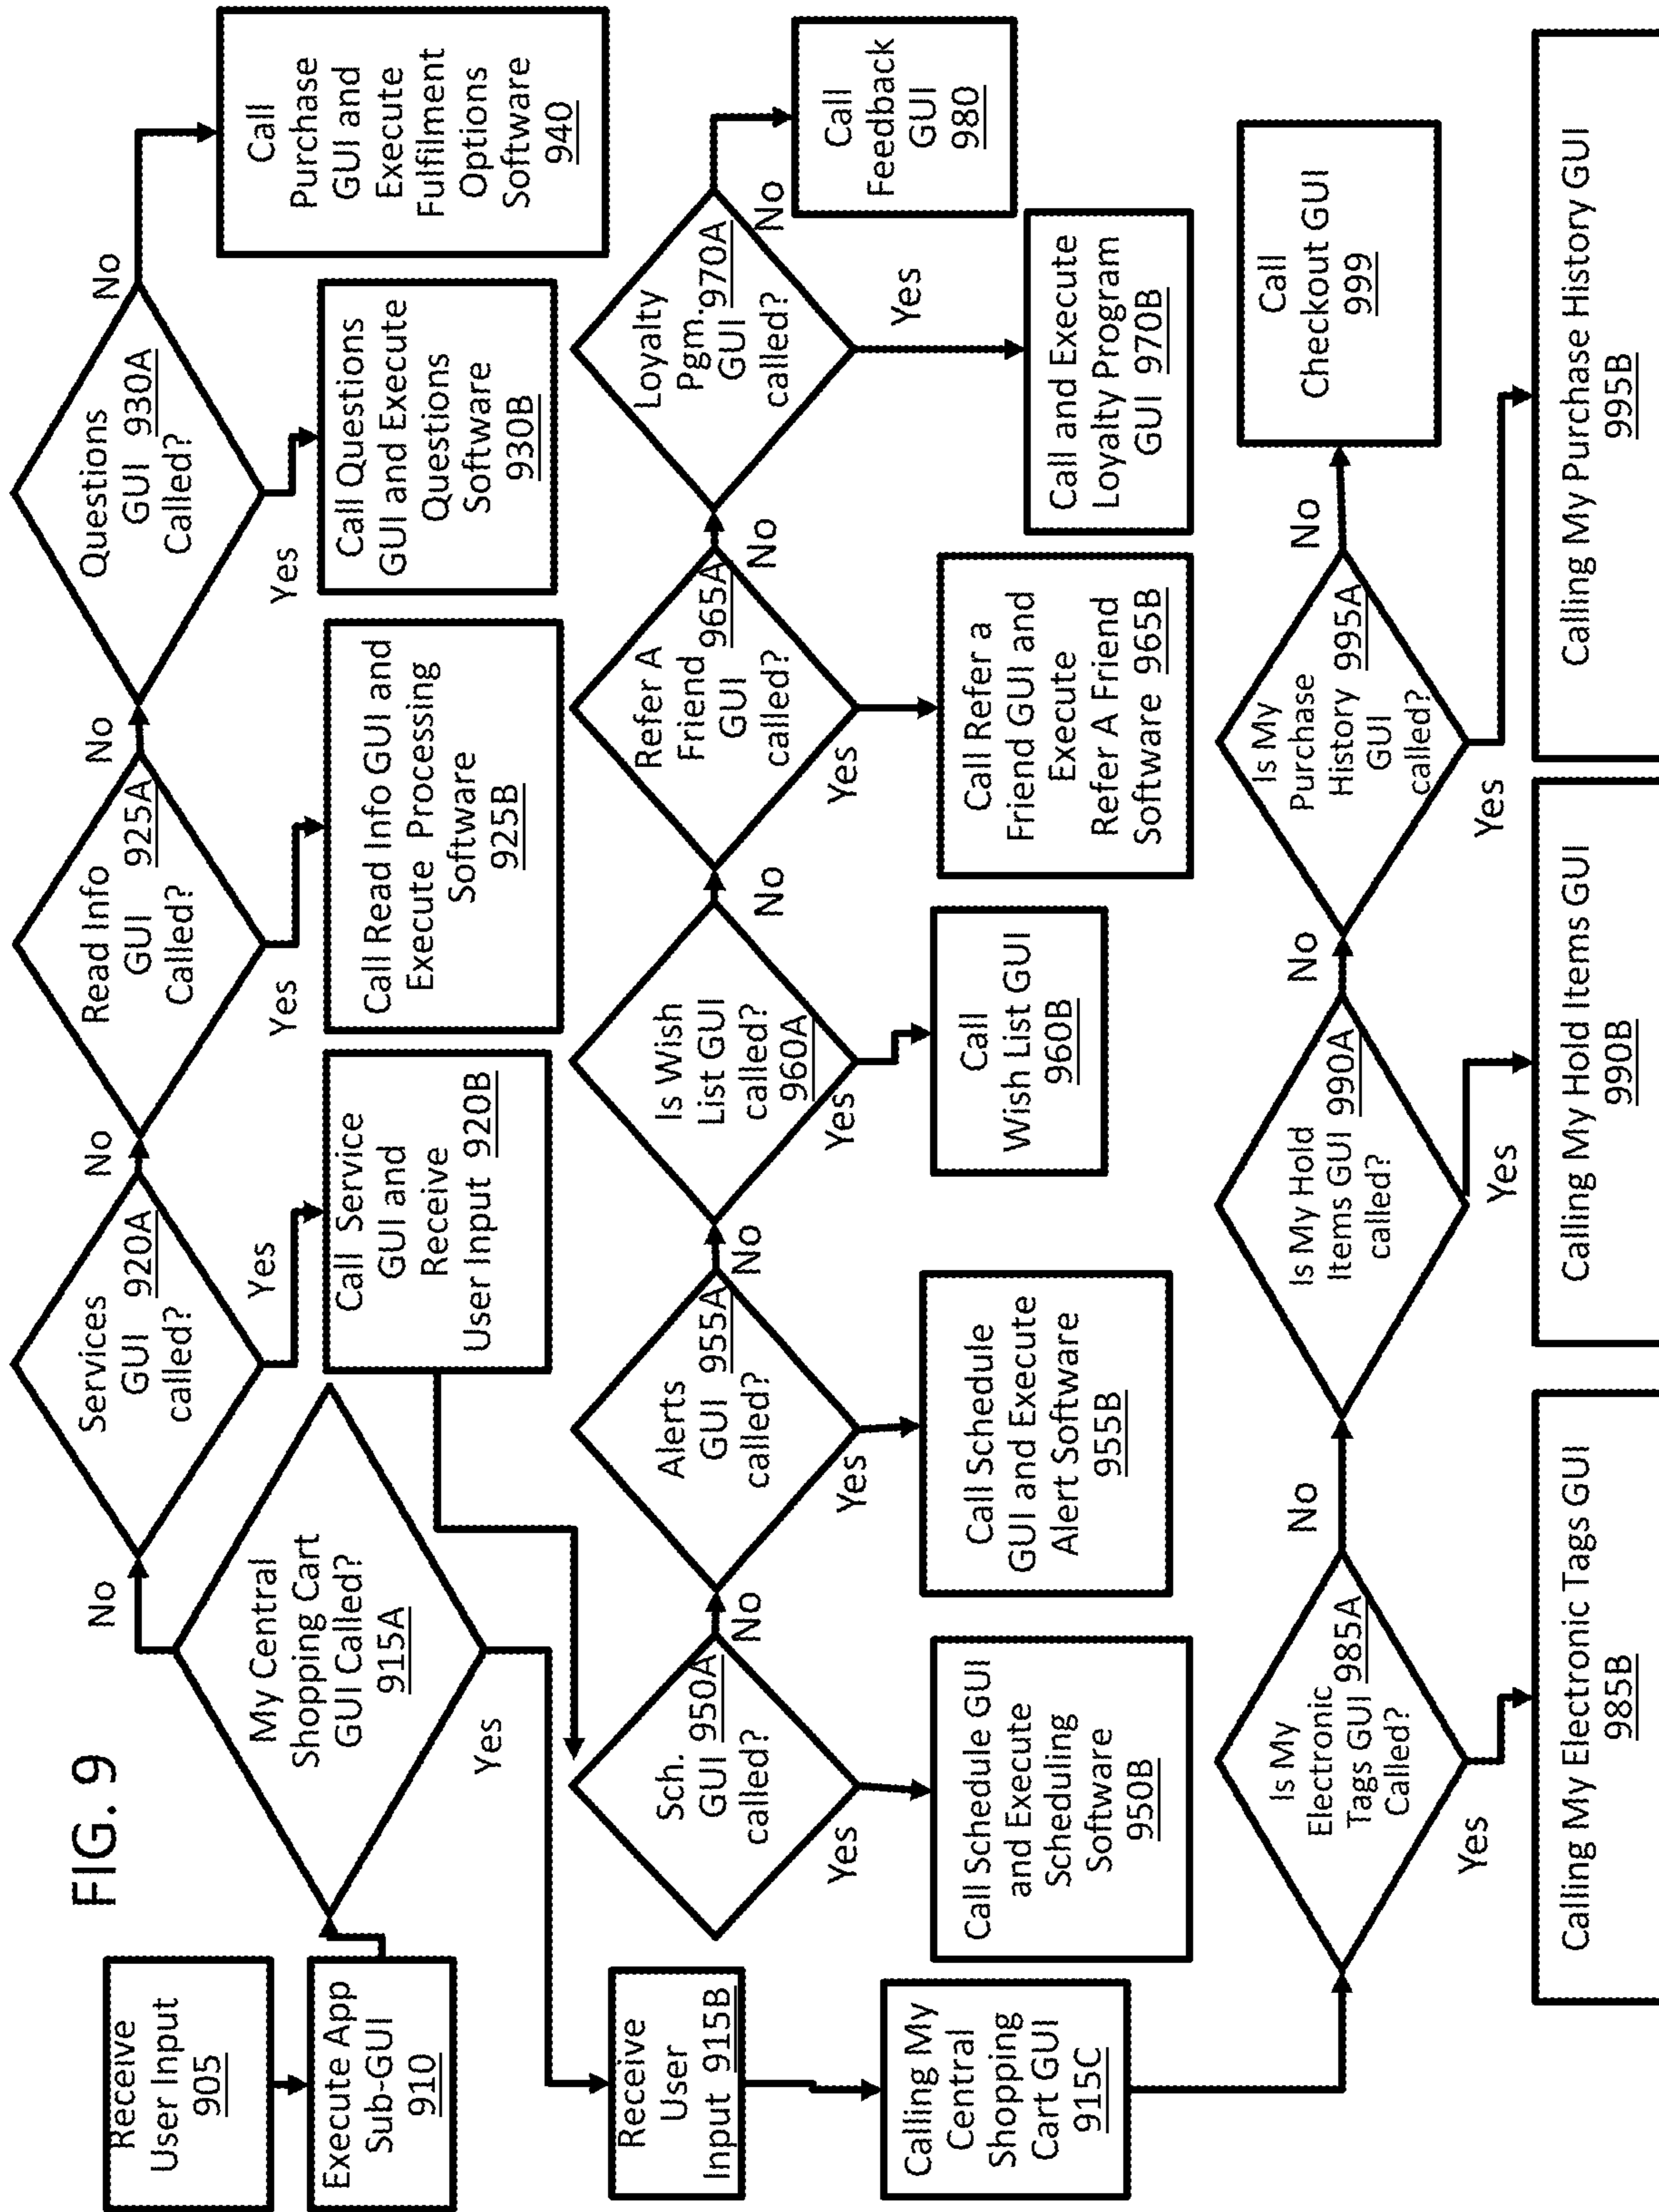 FIG. 9
Receive
User Input
905
Execute App
Sub-GUI
910
My Central
Shopping Cart
GUI Called?
915A
No
Yes
Services
GUI 920A
called?
No
Yes
Call Service
GUI and
Receive
User Input 920B
Read Info
GUI 925A
Called?
No
Yes
Call Read Info GUI and
Execute Processing
Software
925B
Questions
GUI 930A
Called?
No
Yes
Call Questions
GUI and Execute
Questions
Software
930B
Call
Purchase
GUI and
Execute
Fulfilment
Options
Software
940
Receive
User
Input 915B
Calling My
Central
Shopping
Cart GUI
915C
Sch.
GUI 950A
called?
No
Yes
Call Schedule GUI
and Execute
Scheduling
Software
950B
Alerts
GUI 955A
called?
No
Yes
Call Schedule
GUI and Execute
Alert Software
955B
Is Wish
List GUI
called?
960A
No
Yes
Call
Wish List GUI
960B
Refer A
Friend 965A
GUI
called?
No
Yes
Call Refer a
Friend GUI and
Execute
Refer A Friend
Software 965B
Loyalty
Pgm. 970A
GUI
called?
No
Yes
Call and Execute
Loyalty Program
GUI 970B
Call
Feedback
GUI
980
Is My
Electronic
Tags GUI 985A
Called?
No
Yes
Calling My Electronic Tags GUI
985B
Is My Hold
Items GUI 990A
called?
No
Yes
Calling My Hold Items GUI
990B
Is My
Purchase
History 995A
GUI
called?
No
Yes
Calling My Purchase History GUI
995B
Call
Checkout GUI
999